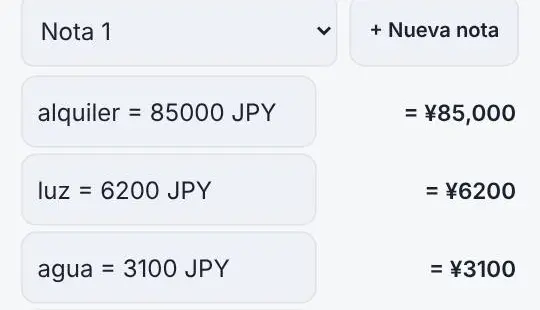 Nota 1 + Nueva nota
alquiler = 85000 JPY = ¥85,000
luz = 6200 JPY = ¥6200
agua = 3100 JPY = ¥3100